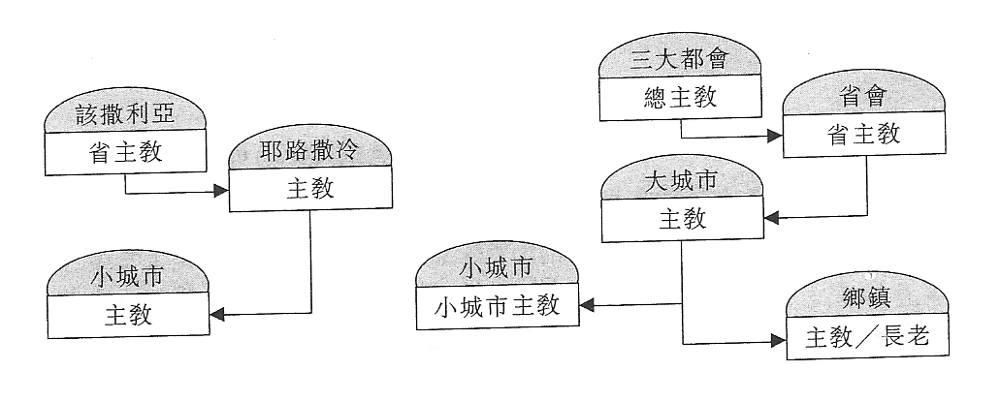 該撒利亞
省主教
耶路撒冷
主教
小城市
主教
三大都會
總主教
省會
省主教
大城市
主教
小城市
小城市主教
鄉鎮
主教／長老